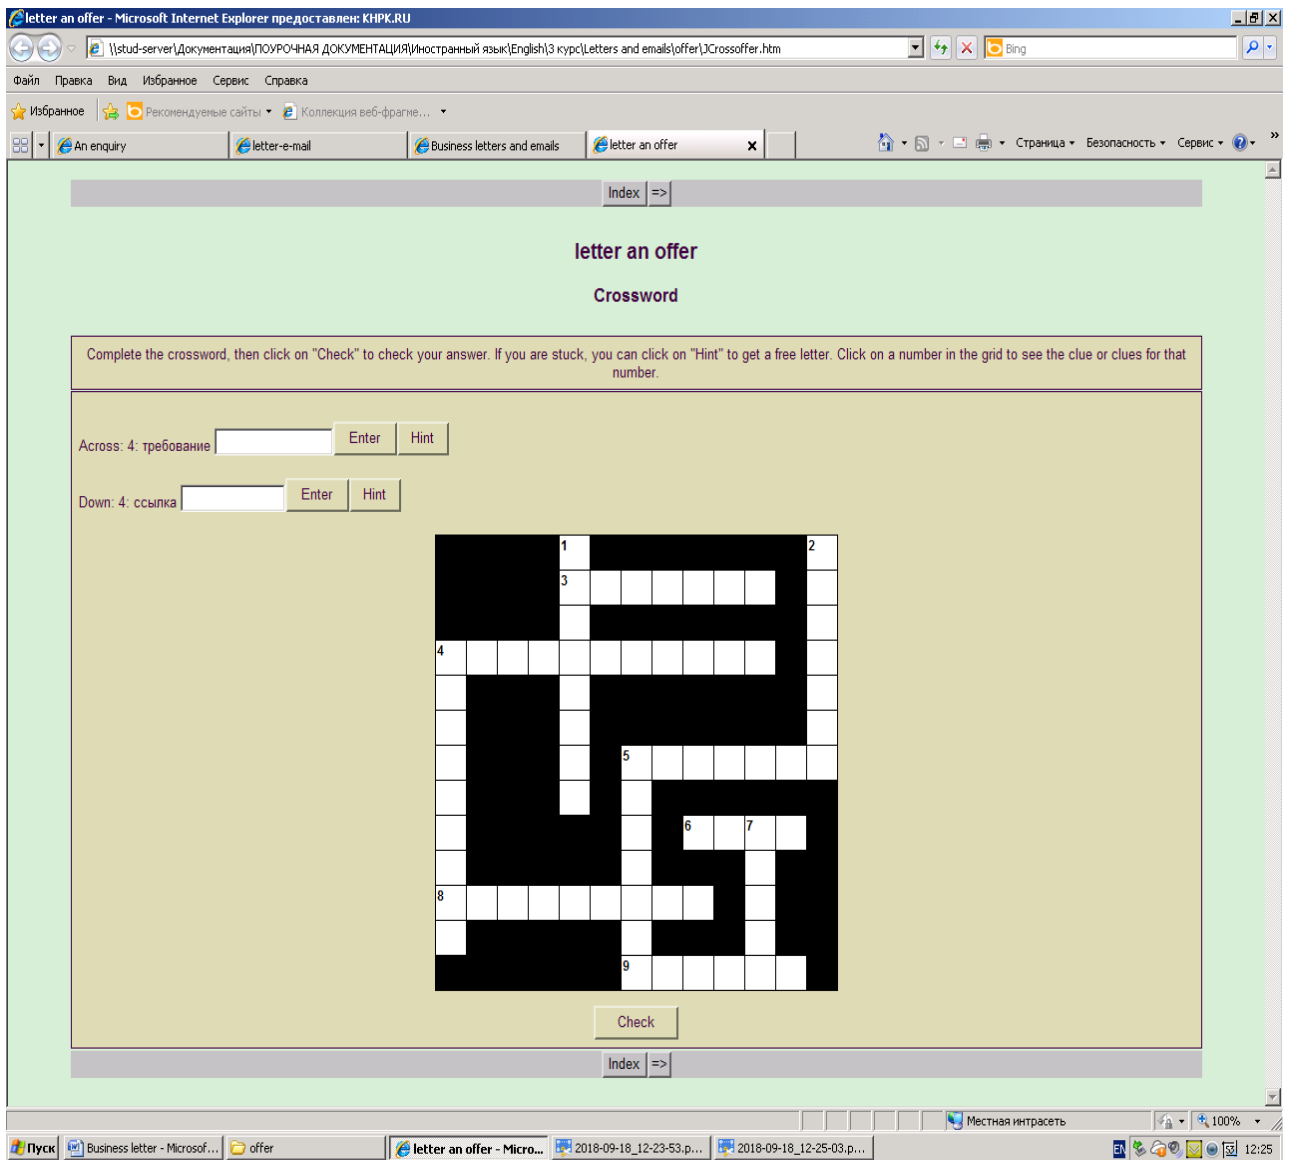 letter an offer - Microsoft Internet Explorer предоставлен: KHPK.RU
\\stud-server\Документация\ПОУРОЧНАЯ ДОКУМЕНТАЦИЯ\Иностранный язык\English\3 курс\Letters and emails\offer\JCrossoffer.htm
Bing
Файл Правка Вид Избранное Сервис Справка
Избранное Рекомендуемые сайты Коллекция веб-фрагме...
An enquiry letter-e-mail Business letters and emails letter an offer Страница Безопасность Сервис »
Index =>
letter an offer
Crossword
Complete the crossword, then click on "Check" to check your answer. If you are stuck, you can click on "Hint" to get a free letter. Click on a number in the grid to see the clue or clues for that
number.
Across: 4: требование Enter Hint
Down: 4: ссылка Enter Hint
1 2
3
4
5
6 7
8
9
Check
Index =>
Местная интрасеть 100%
Пуск Business letter - Microsof... offer letter an offer - Micro... 2018-09-18_12-23-53.p... 2018-09-18_12-25-03.p... EN 12:25